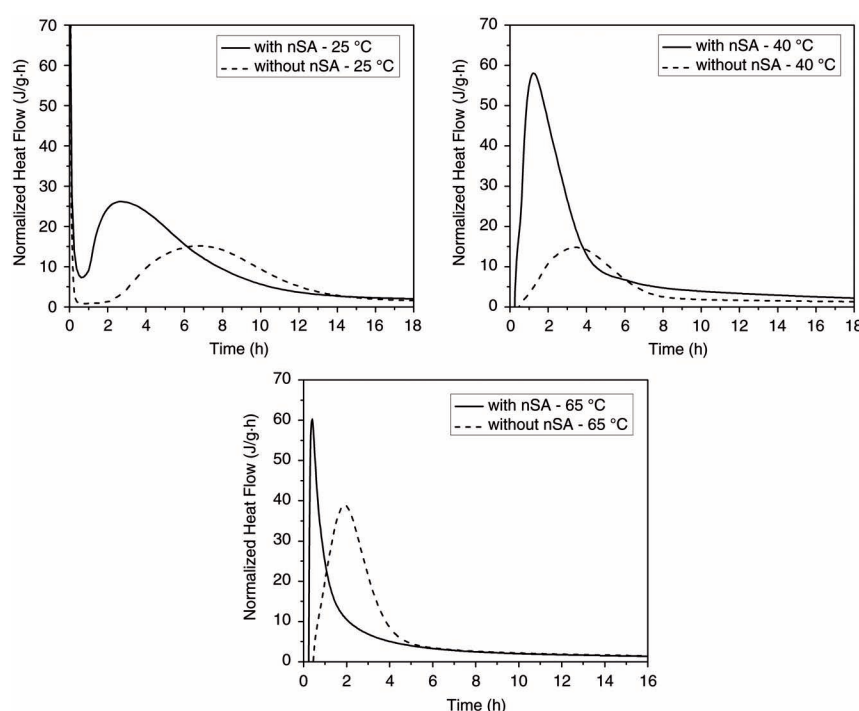 70
60
50
40
30
20
10
0
Normalized Heat Flow (J/g·h)
with nSA - 25 °C
without nSA - 25 °C
0 2 4 6 8 10 12 14 16 18
Time (h)
70
60
50
40
30
20
10
0
Normalized Heat Flow (J/g·h)
with nSA - 40 °C
without nSA - 40 °C
0 2 4 6 8 10 12 14 16 18
Time (h)
70
60
50
40
30
20
10
0
Normalized Heat Flow (J/g·h)
with nSA - 65 °C
without nSA - 65 °C
0 2 4 6 8 10 12 14 16
Time (h)